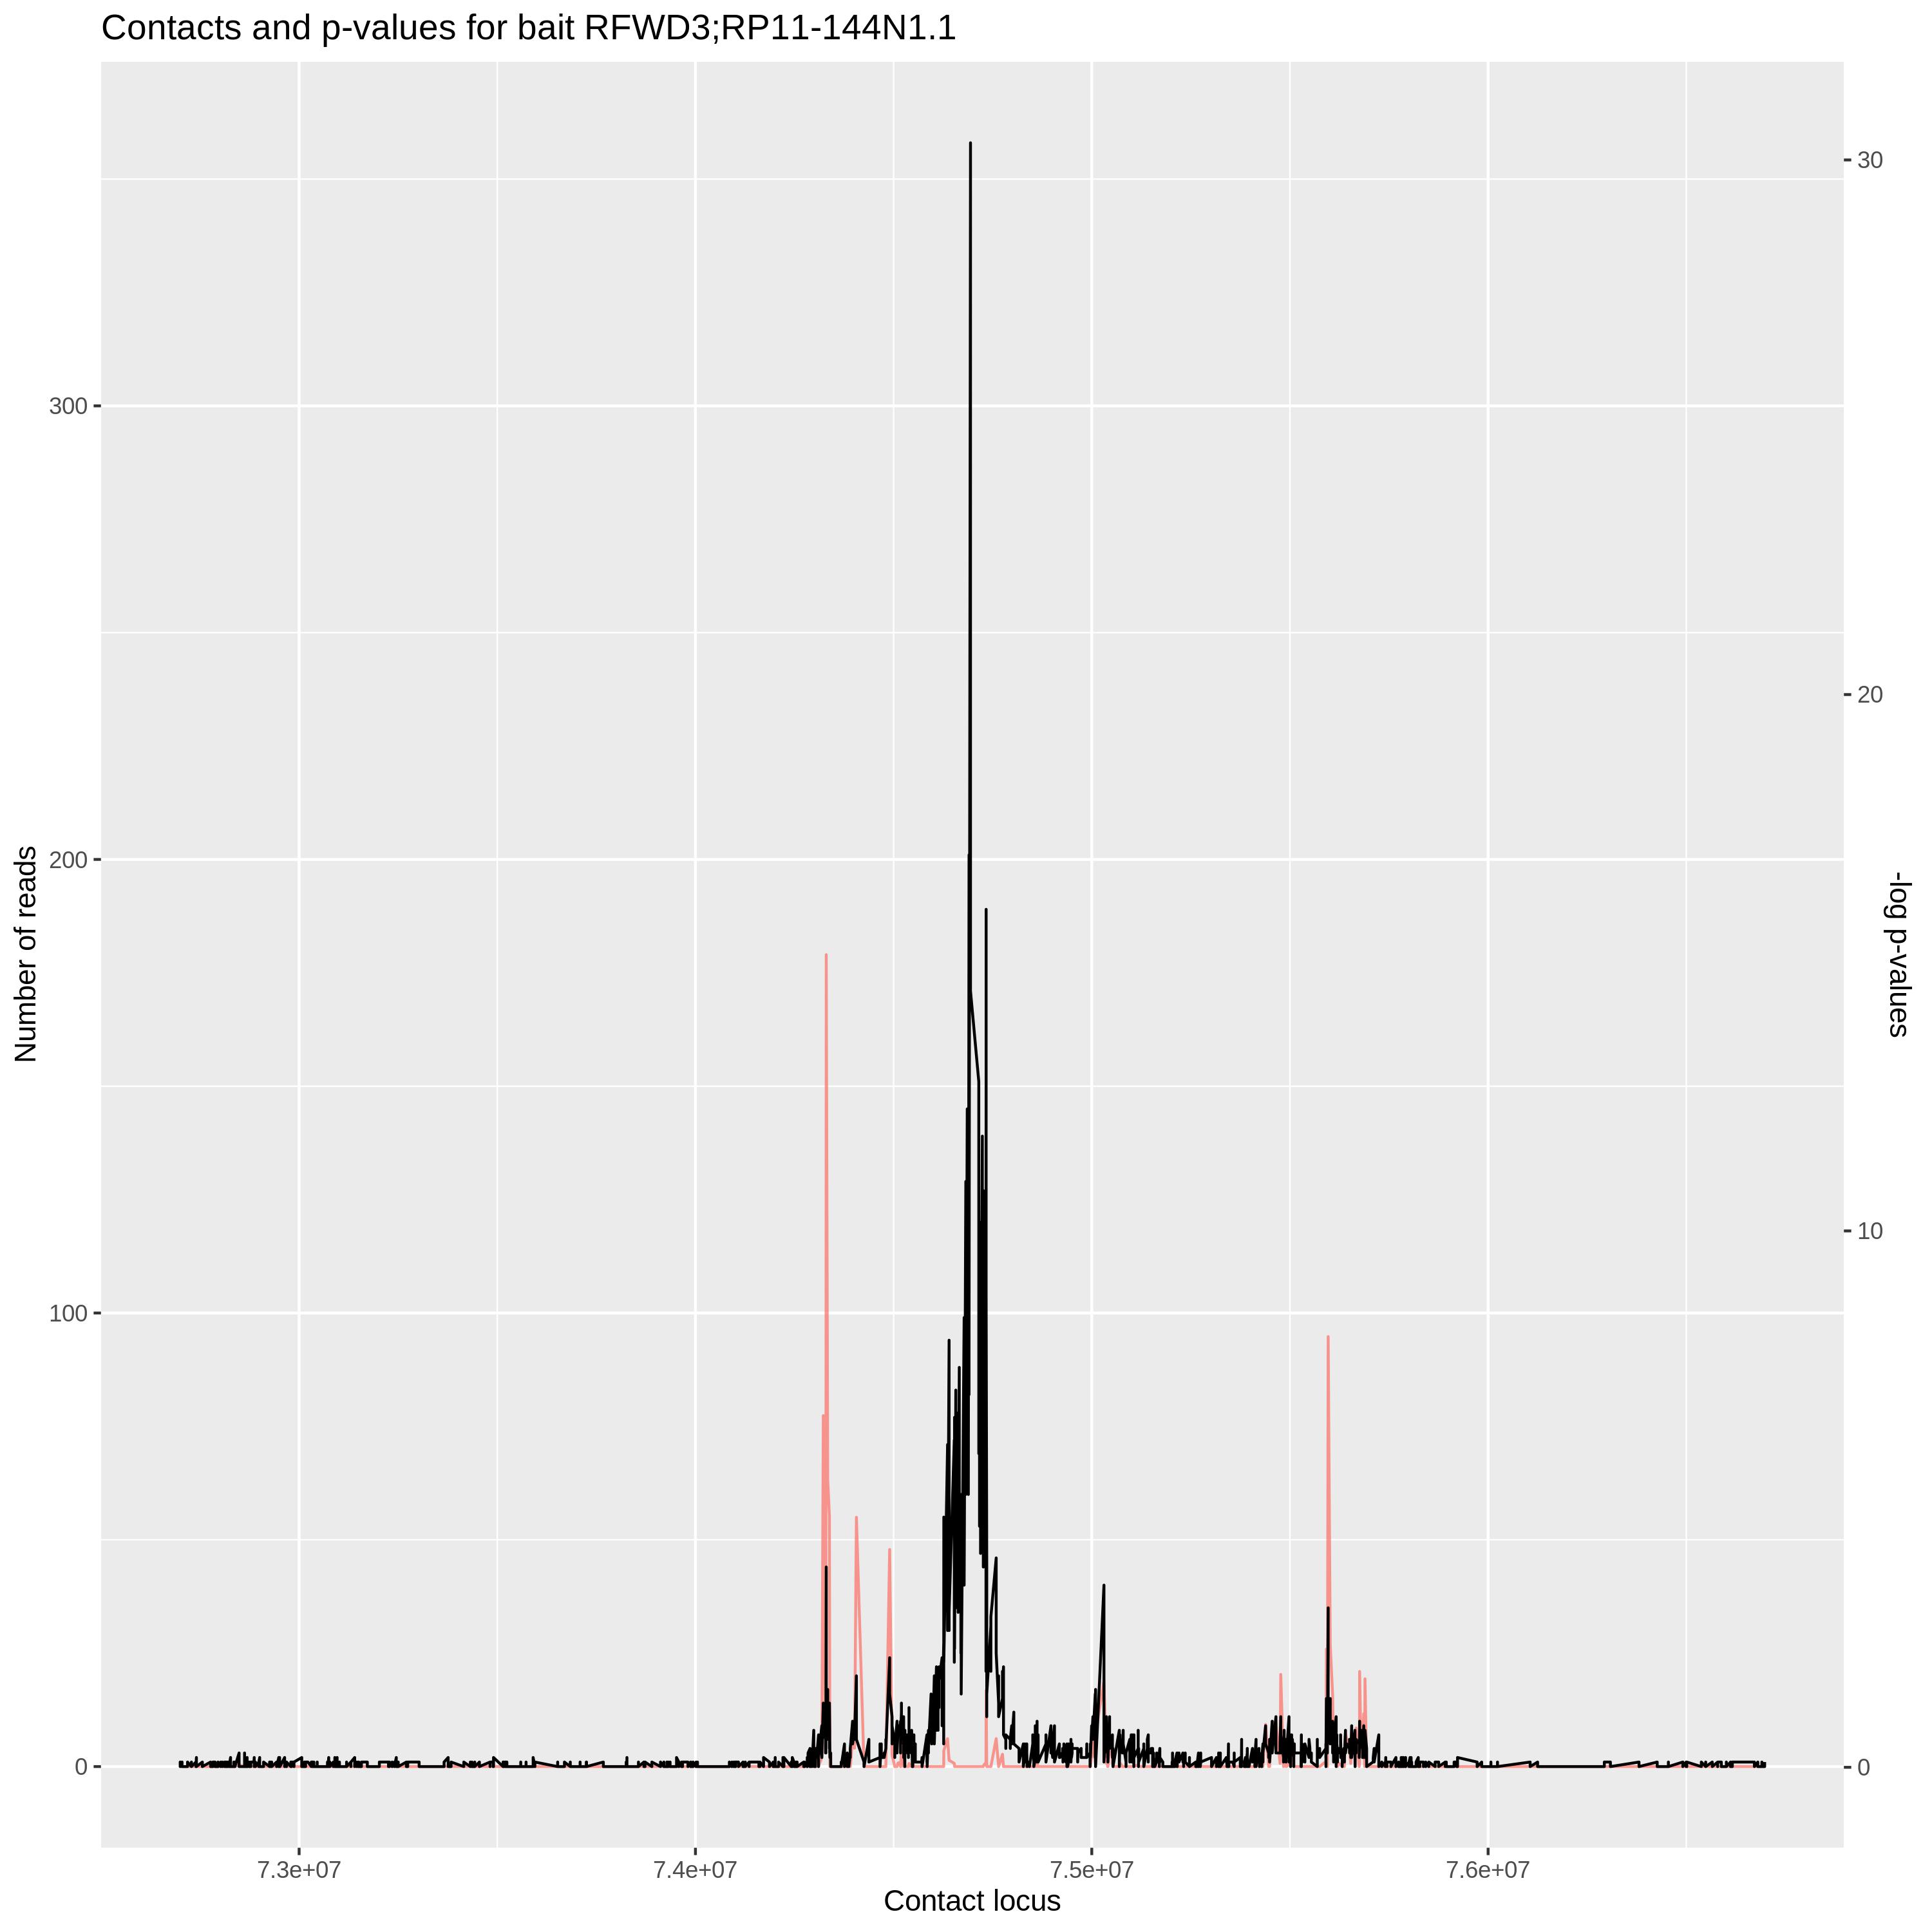 Contacts and p-values for bait RFWD3;RP11-144N1.1
Number of reads
300
200
100
0
30
20
10
0
-log p-values
7.3e+07
7.4e+07
7.5e+07
7.6e+07
Contact locus